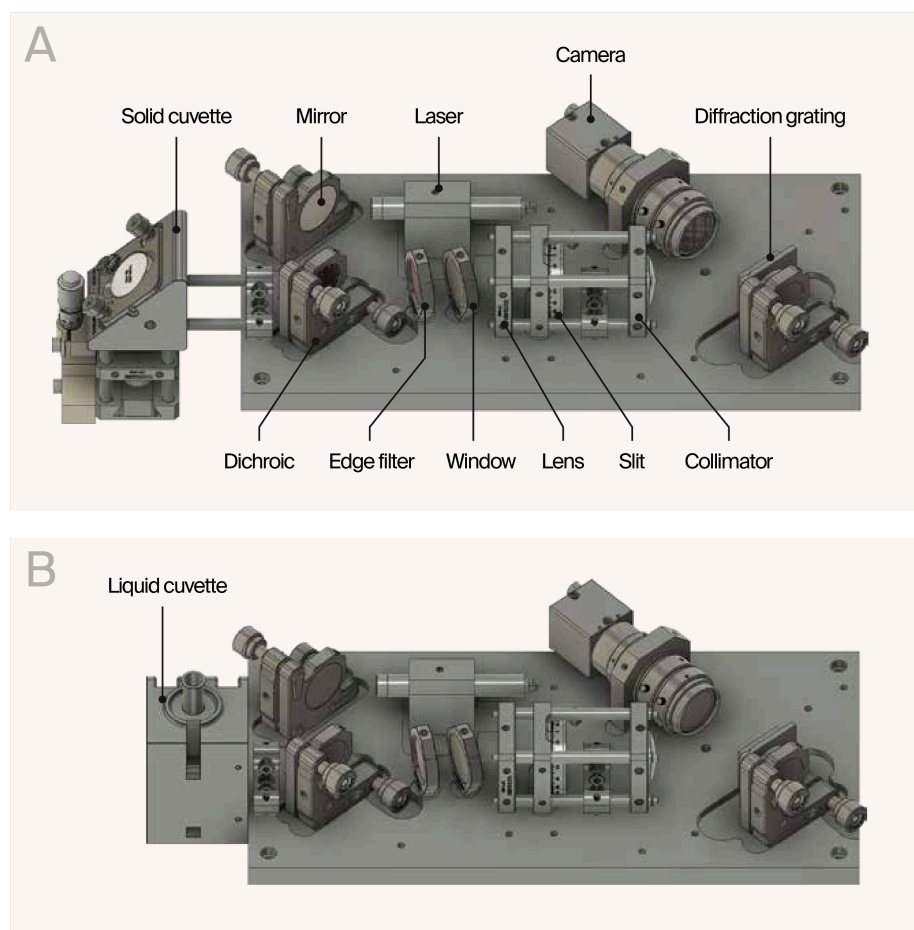 A
Camera
Solid cuvette
Mirror
Laser
Diffraction grating
Dichroic
Edge filter
Window
Lens
Slit
Collimator
B
Liquid cuvette